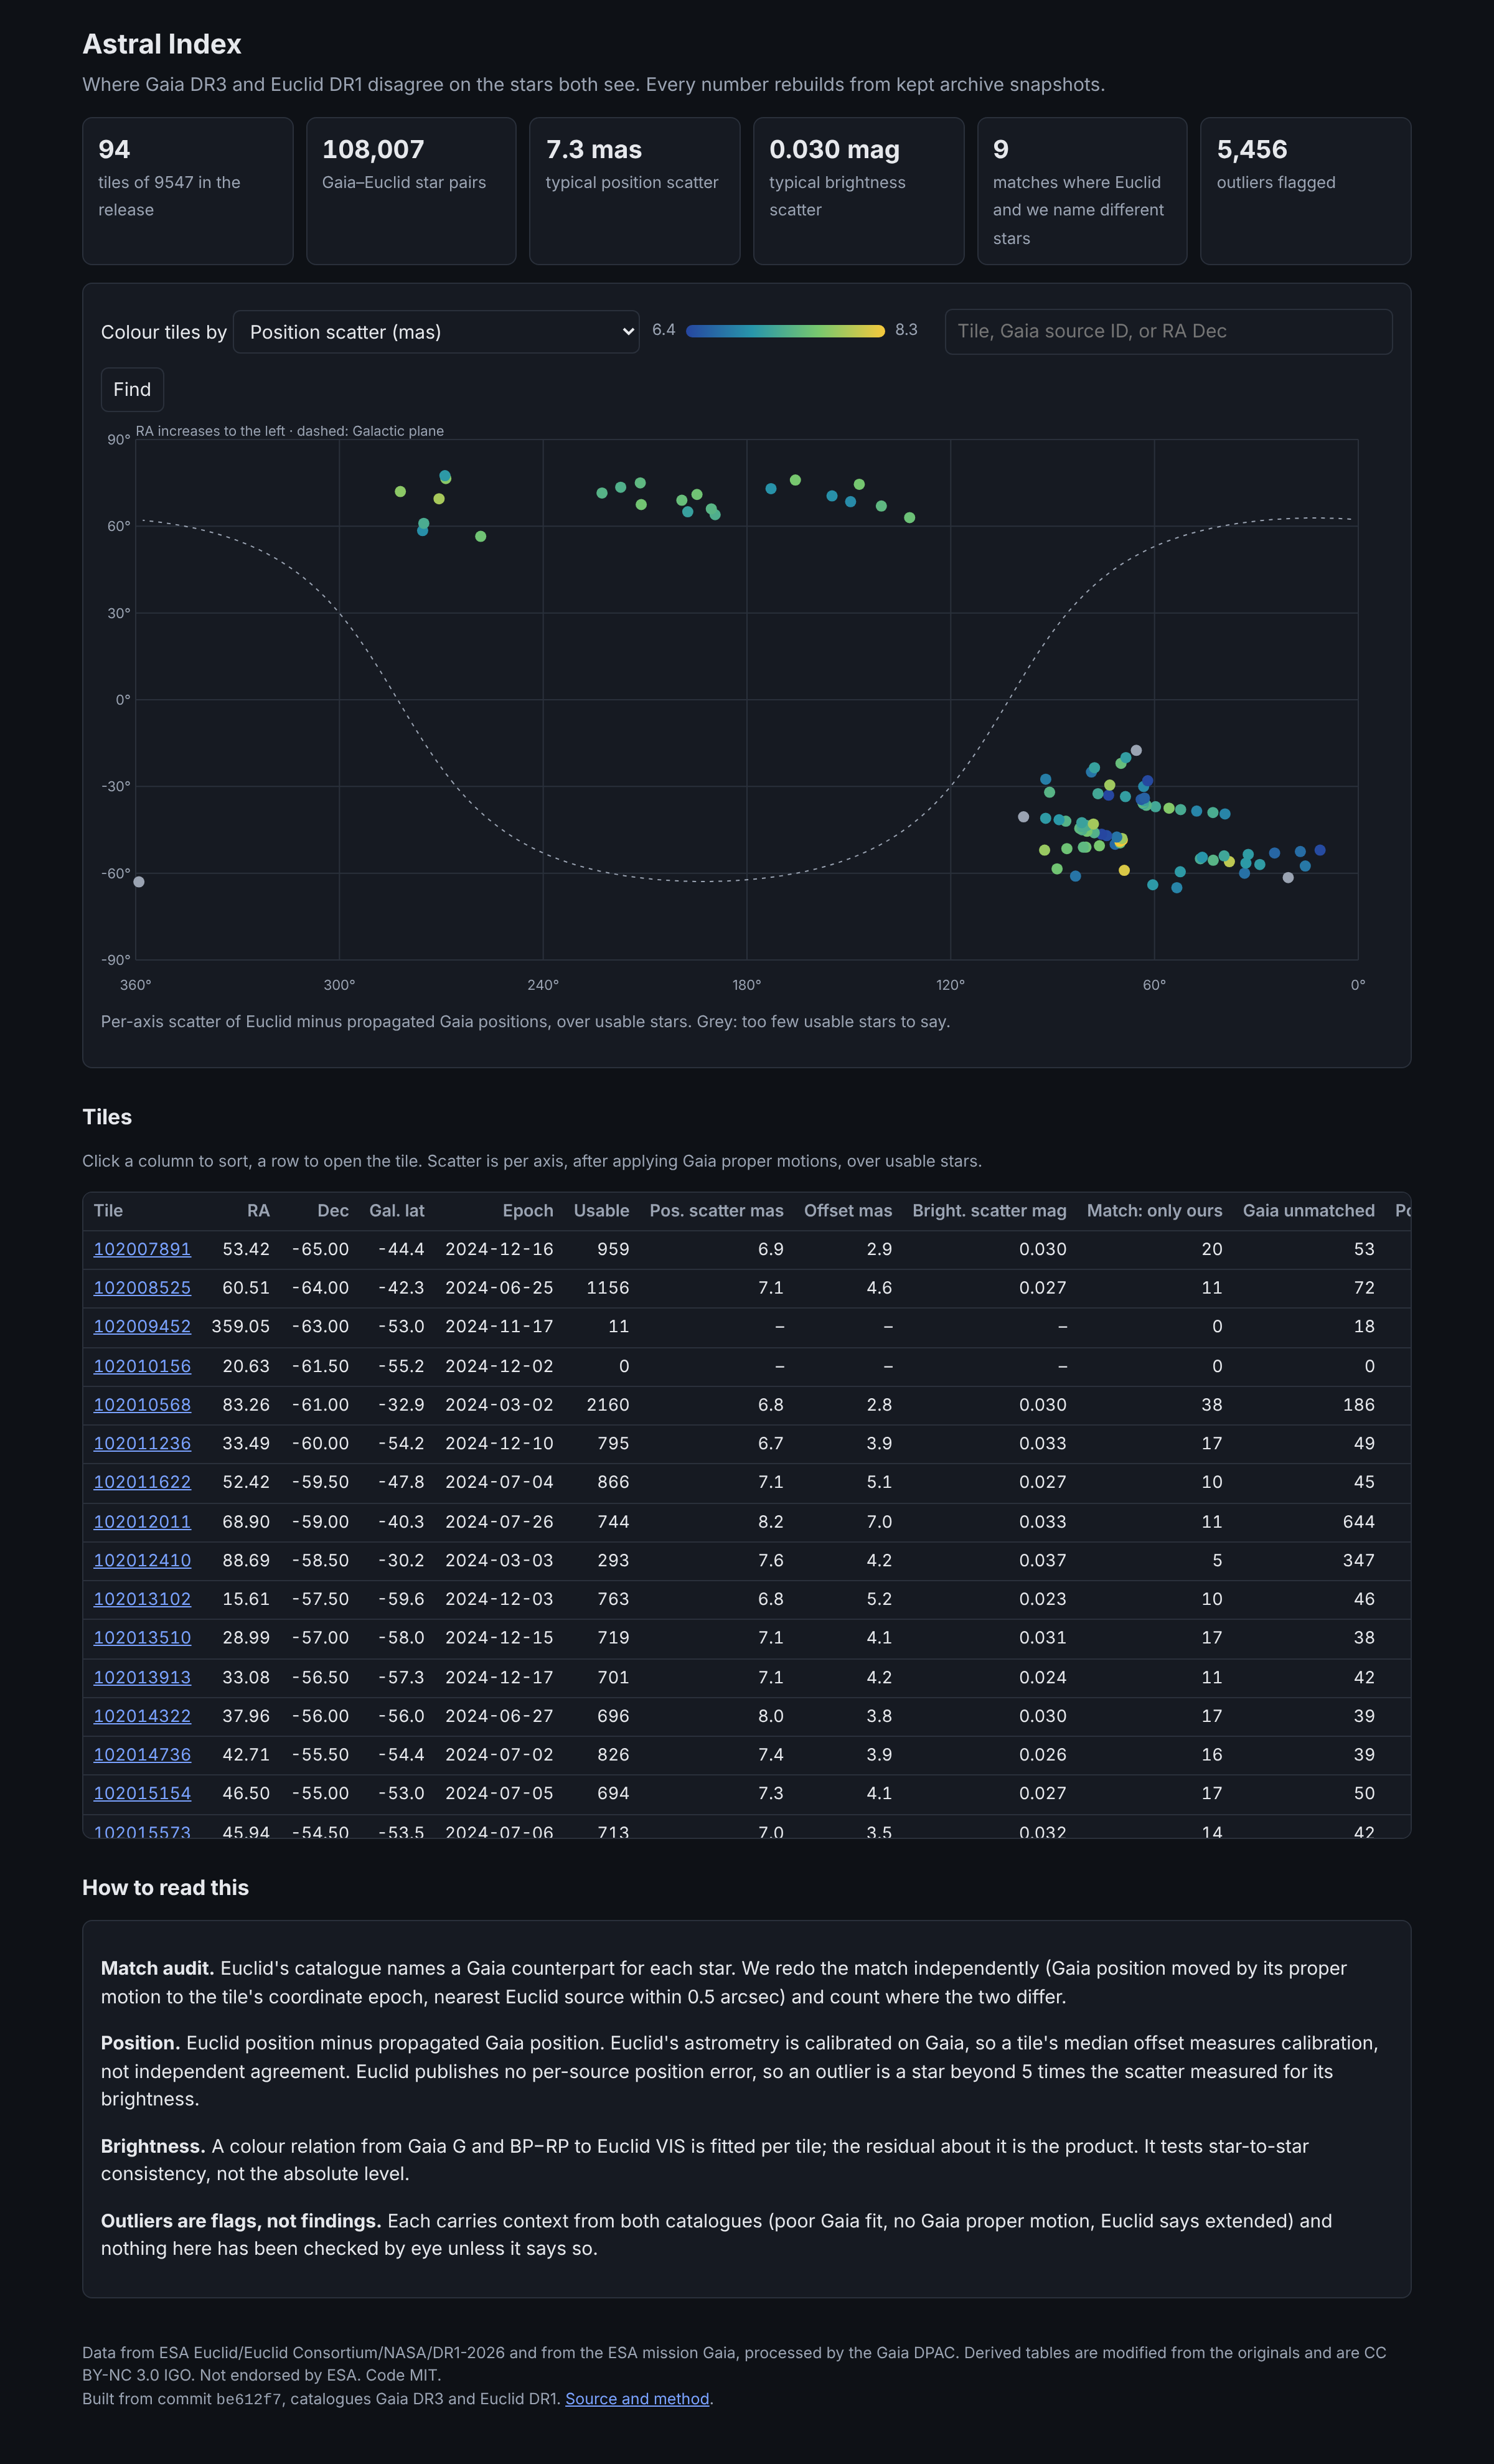 Astral Index
Where Gaia DR3 and Euclid DR1 disagree on the stars both see. Every number rebuilds from kept archive snapshots.
94
tiles of 9547 in the
release
108,007
Gaia–Euclid star pairs
7.3 mas
typical position scatter
0.030 mag
typical brightness
scatter
9
matches where Euclid
and we name different
stars
5,456
outliers flagged
Colour tiles by Position scatter (mas) 6.4 8.3 Tile, Gaia source ID, or RA Dec
Find
RA increases to the left · dashed: Galactic plane
90°
60°
30°
0°
-30°
-60°
-90°
360° 300° 240° 180° 120° 60° 0°
Per-axis scatter of Euclid minus propagated Gaia positions, over usable stars. Grey: too few usable stars to say.
Tiles
Click a column to sort, a row to open the tile. Scatter is per axis, after applying Gaia proper motions, over usable stars.
Tile RA Dec Gal. lat Epoch Usable Pos. scatter mas Offset mas Bright. scatter mag Match: only ours Gaia unmatched
102007891 53.42 -65.00 -44.4 2024-12-16 959 6.9 2.9 0.030 20 53
102008525 60.51 -64.00 -42.3 2024-06-25 1156 7.1 4.6 0.027 11 72
102009452 359.05 -63.00 -53.0 2024-11-17 11 – – – 0 18
102010156 20.63 -61.50 -55.2 2024-12-02 0 – – – 0 0
102010568 83.26 -61.00 -32.9 2024-03-02 2160 6.8 2.8 0.030 38 186
102011236 33.49 -60.00 -54.2 2024-12-10 795 6.7 3.9 0.033 17 49
102011622 52.42 -59.50 -47.8 2024-07-04 866 7.1 5.1 0.027 10 45
102012011 68.90 -59.00 -40.3 2024-07-26 744 8.2 7.0 0.033 11 644
102012410 88.69 -58.50 -30.2 2024-03-03 293 7.6 4.2 0.037 5 347
102013102 15.61 -57.50 -59.6 2024-12-03 763 6.8 5.2 0.023 10 46
102013510 28.99 -57.00 -58.0 2024-12-15 719 7.1 4.1 0.031 17 38
102013913 33.08 -56.50 -57.3 2024-12-17 701 7.1 4.2 0.024 11 42
102014322 37.96 -56.00 -56.0 2024-06-27 696 8.0 3.8 0.030 17 39
102014736 42.71 -55.50 -54.4 2024-07-02 826 7.4 3.9 0.026 16 39
102015154 46.50 -55.00 -53.0 2024-07-05 694 7.3 4.1 0.027 17 50
102015573 45.94 -54.50 -53.5 2024-07-06 713 7.0 3.5 0.032 14 42
How to read this
Match audit. Euclid's catalogue names a Gaia counterpart for each star. We redo the match independently (Gaia position moved by its proper
motion to the tile's coordinate epoch, nearest Euclid source within 0.5 arcsec) and count where the two differ.
Position. Euclid position minus propagated Gaia position. Euclid's astrometry is calibrated on Gaia, so a tile's median offset measures calibration,
not independent agreement. Euclid publishes no per-source position error, so an outlier is a star beyond 5 times the scatter measured for its
brightness.
Brightness. A colour relation from Gaia G and BP−RP to Euclid VIS is fitted per tile; the residual about it is the product. It tests star-to-star
consistency, not the absolute level.
Outliers are flags, not findings. Each carries context from both catalogues (poor Gaia fit, no Gaia proper motion, Euclid says extended) and
nothing here has been checked by eye unless it says so.
Data from ESA Euclid/Euclid Consortium/NASA/DR1-2026 and from the ESA mission Gaia, processed by the Gaia DPAC. Derived tables are modified from the originals and are CC
BY-NC 3.0 IGO. Not endorsed by ESA. Code MIT.
Built from commit be612f7, catalogues Gaia DR3 and Euclid DR1. Source and method.